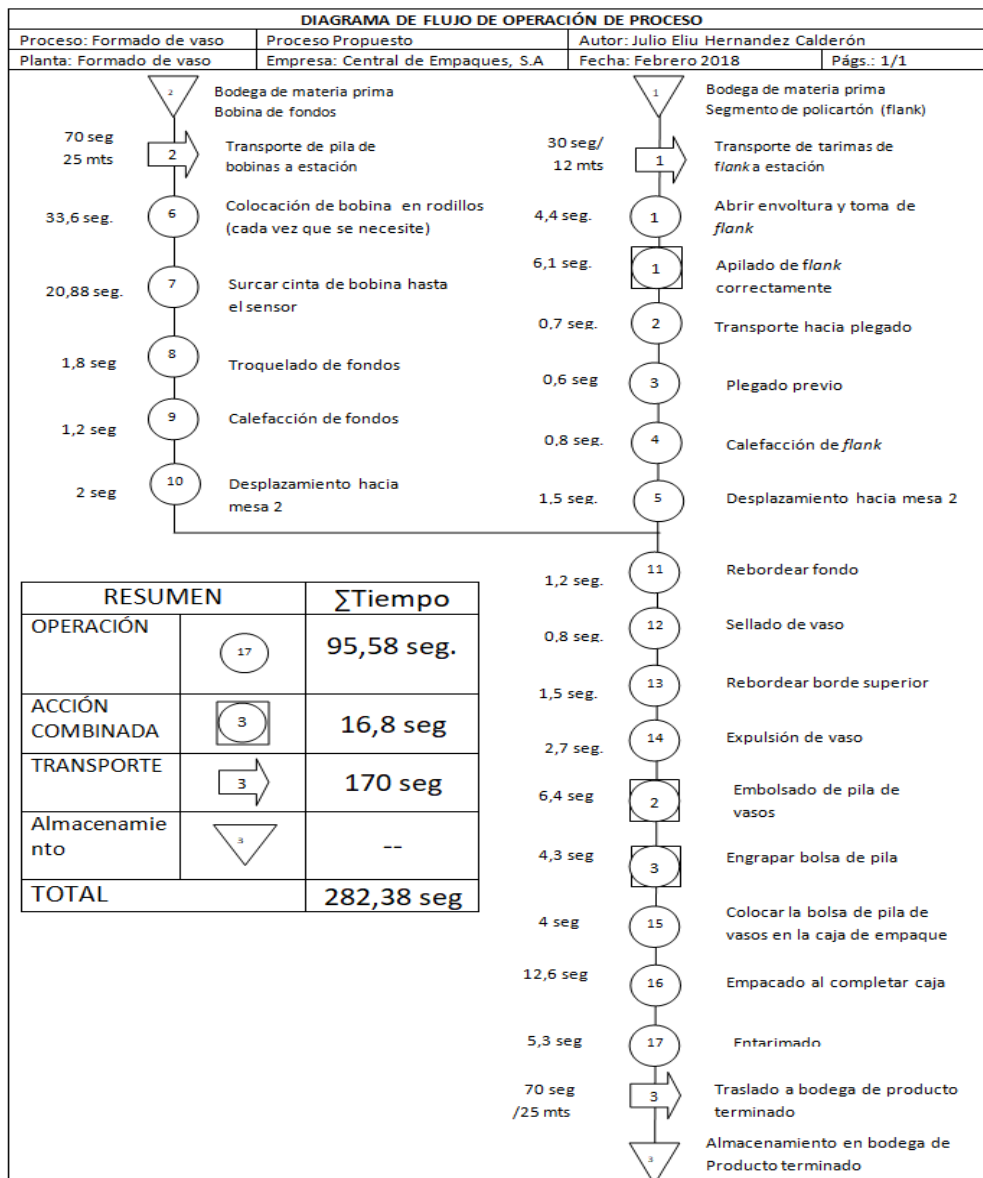 DIAGRAMA DE FLUJO DE OPERACIÓN DE PROCESO
Proceso: Formado de vaso
Proceso Propuesto
Autor: Julio Eliu Hernandez Calderón
Planta: Formado de vaso
Empresa: Central de Empaques, S.A
Fecha: Febrero 2018
Págs.: 1/1
2
Bodega de materia prima
Bobina de fondos
70 seg
25 mts
2
Transporte de pila de
bobinas a estación
33,6 seg.
6
Colocación de bobina en rodillos
(cada vez que se necesite)
20,88 seg.
7
Surcar cinta de bobina hasta
el sensor
1,8 seg
8
Troquelado de fondos
1,2 seg
9
Calefacción de fondos
2 seg
10
Desplazamiento hacia
mesa 2
1
Bodega de materia prima
Segmento de policartón (flank)
30 seg/
12 mts
1
Transporte de tarimas de
flank a estación
4,4 seg.
1
Abrir envoltura y toma de
flank
6,1 seg.
1
Apilado de flank
correctamente
0,7 seg.
2
Transporte hacia plegado
0,6 seg
3
Plegado previo
0,8 seg.
4
Calefacción de flank
1,5 seg.
5
Desplazamiento hacia mesa 2
1,2 seg.
11
Rebordear fondo
0,8 seg.
12
Sellado de vaso
1,5 seg.
13
Rebordear borde superior
2,7 seg.
14
Expulsión de vaso
6,4 seg
2
Embolsado de pila de
vasos
4,3 seg
3
Engrapar bolsa de pila
4 seg
15
Colocar la bolsa de pila de
vasos en la caja de empaque
12,6 seg
16
Empacado al completar caja
5,3 seg
17
Entarimado
70 seg
/25 mts
3
Traslado a bodega de producto
terminado
3
Almacenamiento en bodega de
Producto terminado
RESUMEN
∑Tiempo
OPERACIÓN
17
95,58 seg.
ACCIÓN
COMBINADA
3
16,8 seg
TRANSPORTE
3
170 seg
Almacenamie
nto
3
--
TOTAL
282,38 seg